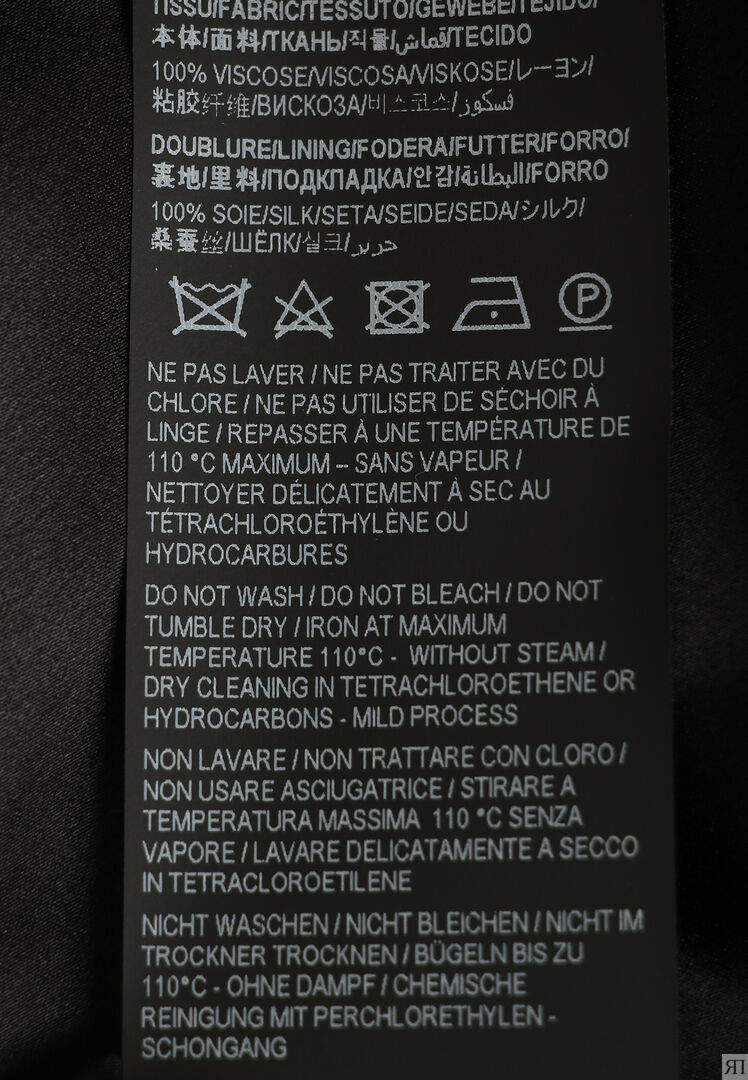 TISSU/FABRIC/TESSUTO/GEWEBE/TEJIDO/
本体/面料/ТКАНЬ/직물/قماش/TECIDO
100% VISCOSE/VISCOSA/VISKOSE/レーヨン/
粘胶纤维/ВИСКОЗА/비스코스/فسكوز
DOUBLURE/LINING/FODERA/FUTTER/FORRO/
裏地/里料/ПОДКЛАДКА/안감/البطانة/FORRO
100% SOIE/SILK/SETA/SEIDE/SEDA/シルク/
桑蚕丝/ШЁЛК/실크/حرير
P
NE PAS LAVER / NE PAS TRAITER AVEC DU
CHLORE / NE PAS UTILISER DE SÉCHOIR À
LINGE / REPASSER À UNE TEMPÉRATURE DE
110 °C MAXIMUM – SANS VAPEUR /
NETTOYER DÉLICATEMENT À SEC AU
TÉTRACHLOROÉTHYLÈNE OU
HYDROCARBURES
DO NOT WASH / DO NOT BLEACH / DO NOT
TUMBLE DRY / IRON AT MAXIMUM
TEMPERATURE 110°C - WITHOUT STEAM /
DRY CLEANING IN TETRACHLOROETHENE OR
HYDROCARBONS - MILD PROCESS
NON LAVARE / NON TRATTARE CON CLORO /
NON USARE ASCIUGATRICE / STIRARE A
TEMPERATURA MASSIMA 110 °C SENZA
VAPORE / LAVARE DELICATAMENTE A SECCO
IN TETRACLOROETILENE
NICHT WASCHEN / NICHT BLEICHEN / NICHT IM
TROCKNER TROCKNEN / BÜGELN BIS ZU
110°C - OHNE DAMPF / CHEMISCHE
REINIGUNG MIT PERCHLORETHYLEN -
SCHONGANG